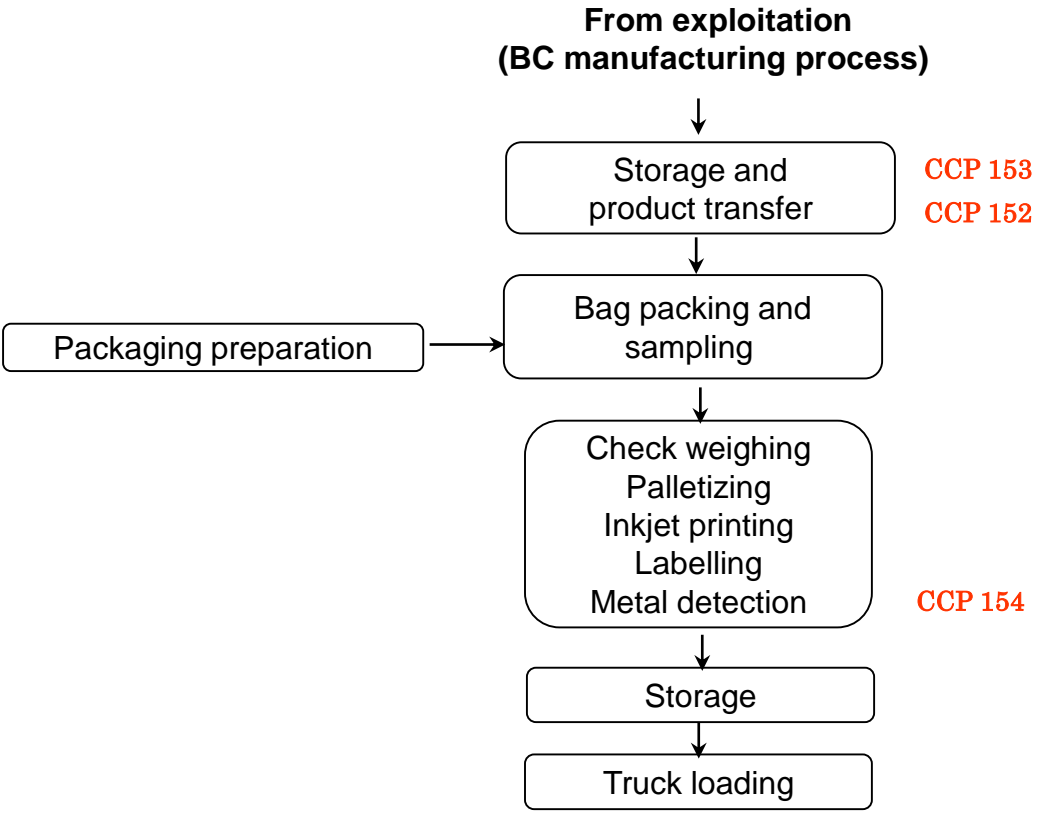 From exploitation
(BC manufacturing process)
Storage and
product transfer
CCP 153
CCP 152
Bag packing and
sampling
Packaging preparation
Check weighing
Palletizing
Inkjet printing
Labelling
Metal detection
CCP 154
Storage
Truck loading